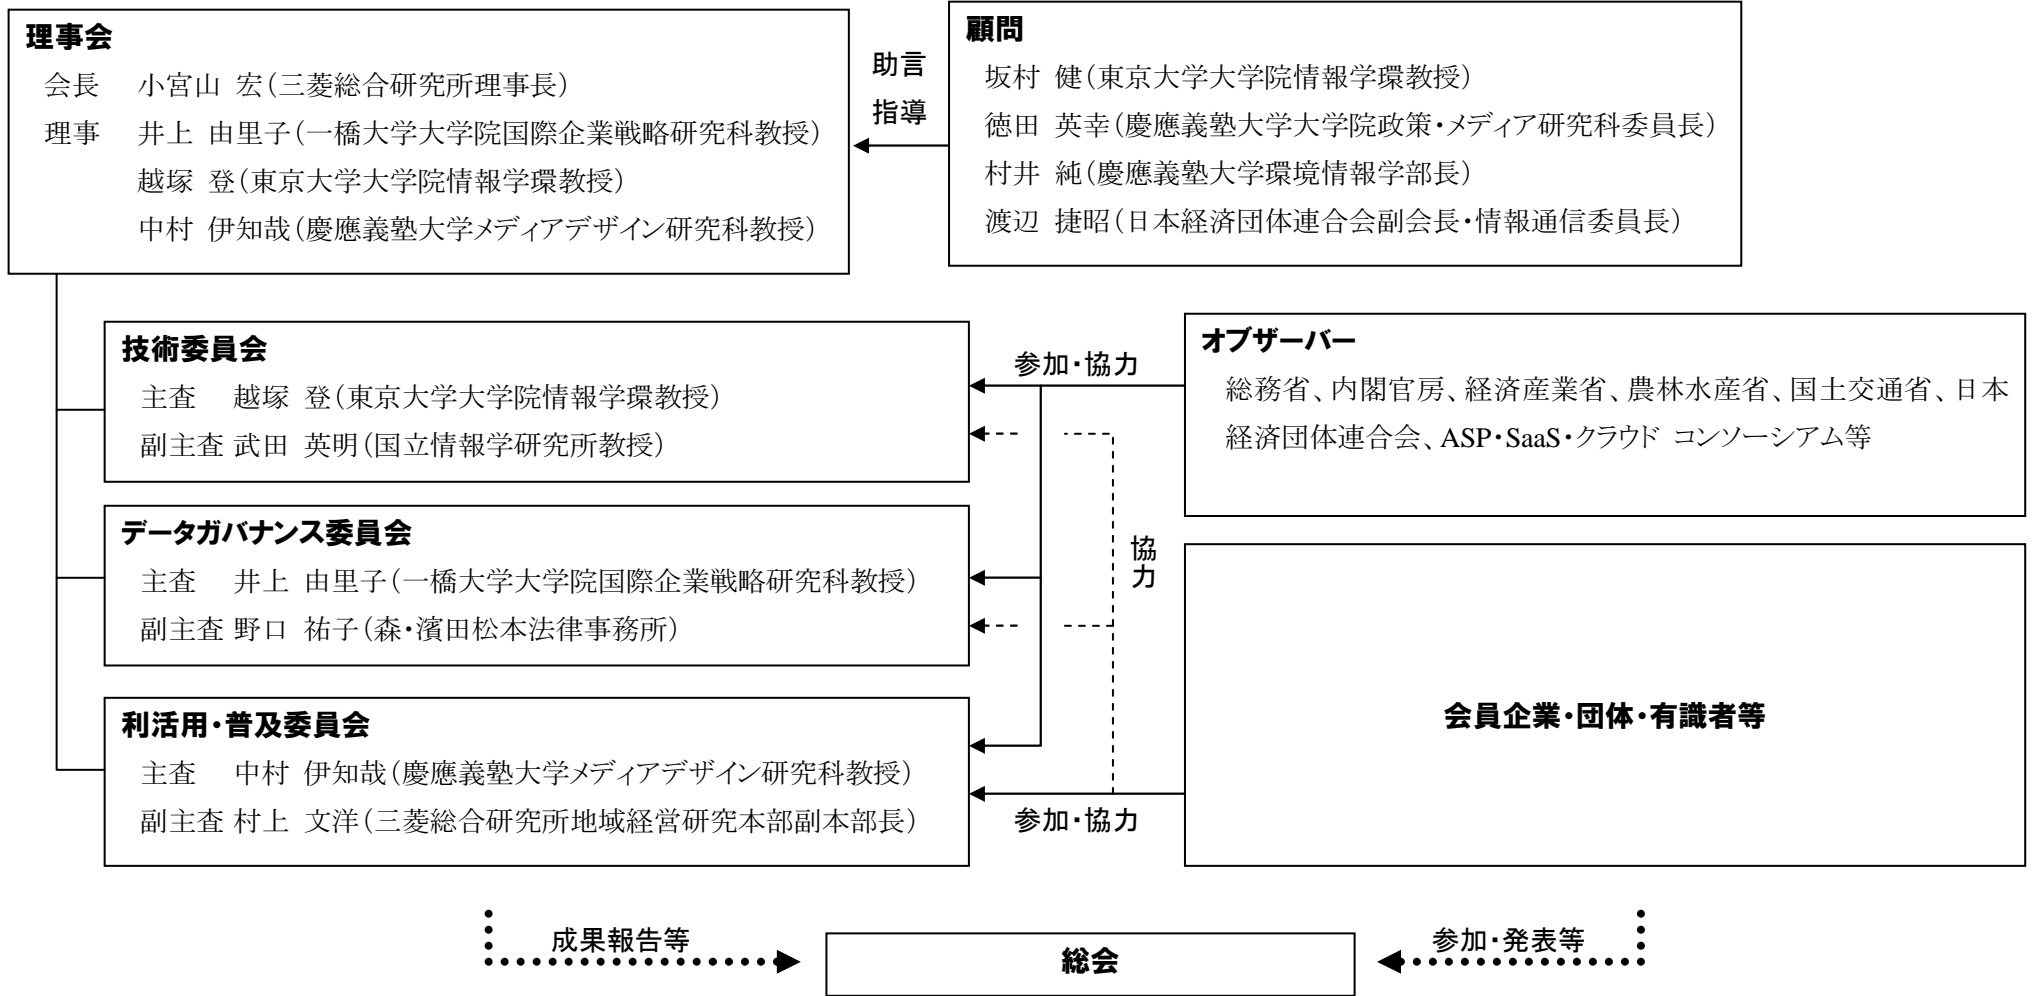 理事会
会長 小宮山 宏(三菱総合研究所理事長)
理事 井上 由里子(一橋大学大学院国際企業戦略研究科教授)
越塚 登(東京大学大学院情報学環教授)
中村 伊知哉(慶應義塾大学メディアデザイン研究科教授)
助言
指導
顧問
坂村 健(東京大学大学院情報学環教授)
徳田 英幸(慶應義塾大学大学院政策・メディア研究科委員長)
村井 純(慶應義塾大学環境情報学部長)
渡辺 捷昭(日本経済団体連合会副会長・情報通信委員長)
技術委員会
主査 越塚 登(東京大学大学院情報学環教授)
副主査 武田 英明(国立情報学研究所教授)
参加・協力
オブザーバー
総務省、内閣官房、経済産業省、農林水産省、国土交通省、日本
経済団体連合会、ASP・SaaS・クラウド コンソーシアム等
データガバナンス委員会
主査 井上 由里子(一橋大学大学院国際企業戦略研究科教授)
副主査 野口 祐子(森・濱田松本法律事務所)
協
力
利活用・普及委員会
主査 中村 伊知哉(慶應義塾大学メディアデザイン研究科教授)
副主査 村上 文洋(三菱総合研究所地域経営研究本部副本部長)
参加・協力
会員企業・団体・有識者等
成果報告等
総会
参加・発表等